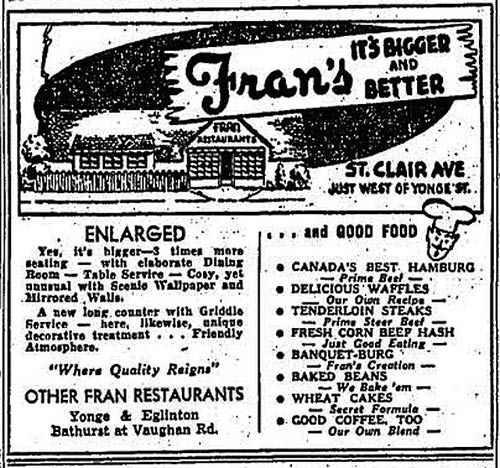 Fran's
IT'S BIGGER
AND
BETTER
FRAN
RESTAURANTS
ST. CLAIR AVE
JUST WEST OF YONGE ST.
ENLARGED
Yes, it's bigger—3 times more
seating — with elaborate Dining
Room — Table Service — Cosy, yet
unusual with Scenic Wallpaper and
Mirrored Walls.
A new long counter with Griddle
Service — here, likewise, unique
decorative treatment . . . Friendly
Atmosphere.
"Where Quality Reigns"
OTHER FRAN RESTAURANTS
Yonge & Eglinton
Bathurst at Vaughan Rd.
. . . and GOOD FOOD
● CANADA'S BEST HAMBURG
— Prime Beef —
● DELICIOUS WAFFLES
— Our Own Recipe —
● TENDERLOIN STEAKS
— Prime Steer Beef —
● FRESH CORN BEEF HASH
— Just Good Eating —
● BANQUET-BURG
— Fran's Creation —
● BAKED BEANS
— We Bake 'em —
● WHEAT CAKES
— Secret Formula —
● GOOD COFFEE, TOO
— Our Own Blend —